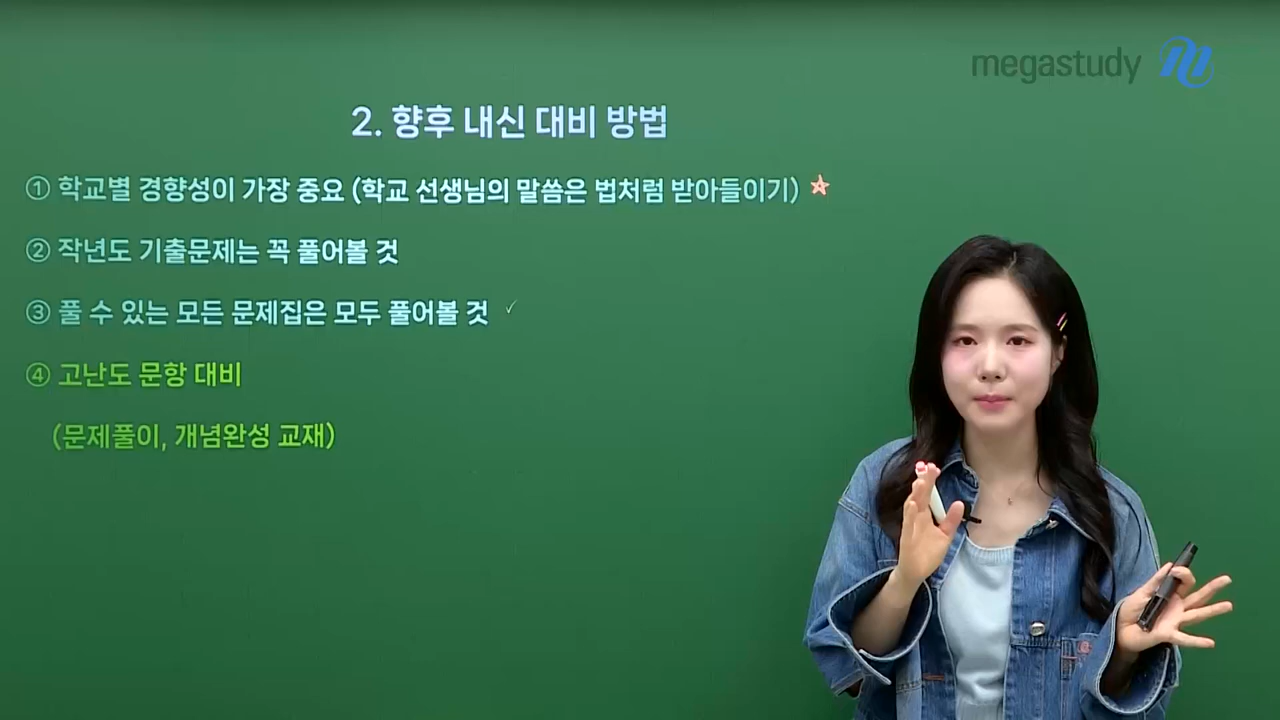 megastudy
2. 향후 내신 대비 방법
① 학교별 경향성이 가장 중요 (학교 선생님의 말씀은 법처럼 받아들이기)
② 작년도 기출문제는 꼭 풀어볼 것
③ 풀 수 있는 모든 문제집은 모두 풀어볼 것
④ 고난도 문항 대비
(문제풀이, 개념완성 교재)